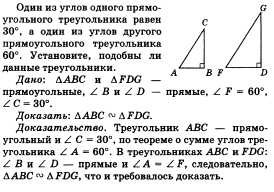 Один из углов одного прямо-
угольного треугольника равен
30°, а один из углов другого
прямоугольного треугольника
60°. Установите, подобны ли
данные треугольники.
Дано: △ABC и △FDG —
прямоугольные, ∠ B и ∠ D — прямые, ∠ F = 60°,
∠ C = 30°.
Доказать: △ABC ∾ △FDG.
Доказательство. Треугольник ABC — прямо-
угольный и ∠ C = 30°, по теореме о сумме углов тре-
угольника ∠ A = 60°. В треугольниках ABC и FDG:
∠ B и ∠ D — прямые и ∠ A = ∠ F, следовательно,
△ABC ∾ △FDG, что и требовалось доказать.
G
C
A
B
F
D